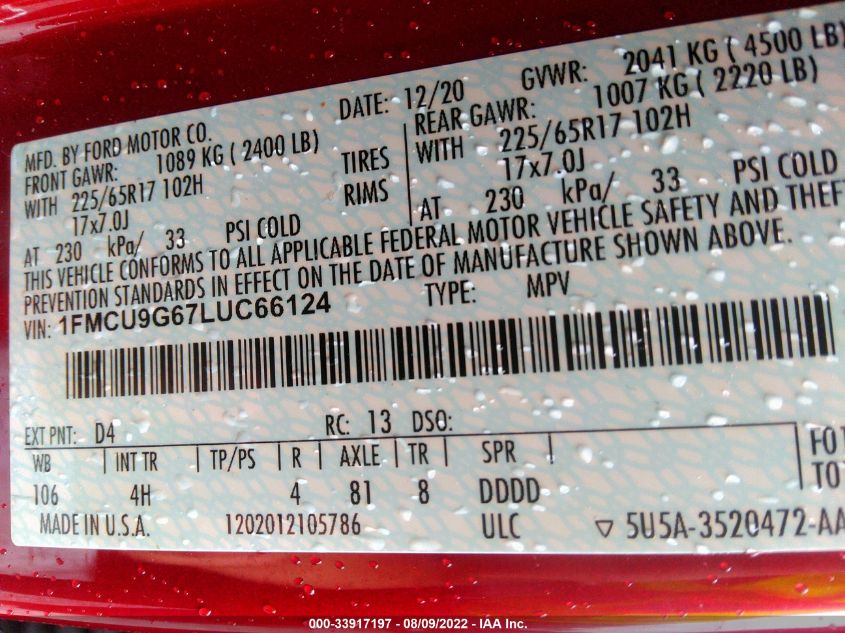 MFD. BY FORD MOTOR CO.
DATE: 12/20
GVWR: 2041 KG ( 4500 LB)
FRONT GAWR: 1089 KG ( 2400 LB)
REAR GAWR: 1007 KG ( 2220 LB)
WITH 225/65R17 102H TIRES WITH 225/65R17 102H
17x7.0J RIMS 17x7.0J
AT 230 kPa/ 33 PSI COLD AT 230 kPa/ 33 PSI COLD
THIS VEHICLE CONFORMS TO ALL APPLICABLE FEDERAL MOTOR VEHICLE SAFETY AND THEFT
PREVENTION STANDARDS IN EFFECT ON THE DATE OF MANUFACTURE SHOWN ABOVE.
VIN: 1FMCU9G67LUC66124 TYPE: MPV
EXT PNT: D4 RC: 13 DSO:
WB INT TR TP/PS R AXLE TR SPR
106 4H 4 81 8 DDDD
MADE IN U.S.A. 1202012105786 ULC ▽ 5U5A-3520472-AA
000-33917197 - 08/09/2022 - IAA Inc.